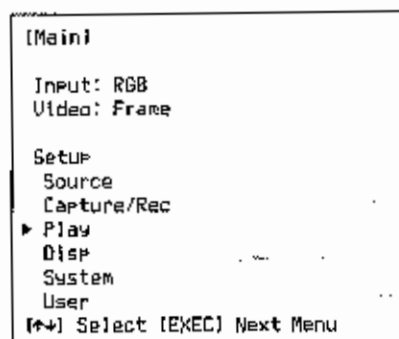 [Main]
Input: RGB
Video: Frame
Setup
Source
Capture/Rec
▶ Play
Disp
System
User
[↑↓] Select [EXEC] Next Menu